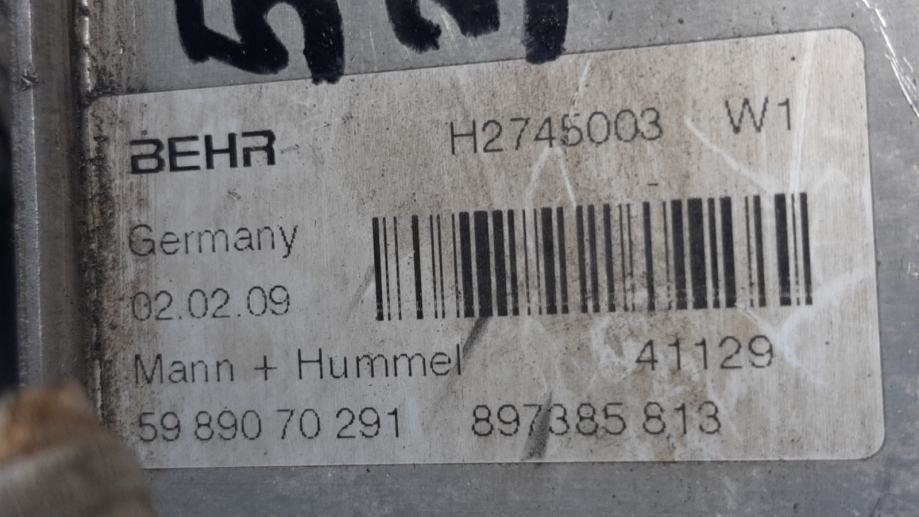 BEHR H2745003 W1
Germany
02.02.09
Mann + Hummel 41129
59 890 70 291 897385 813